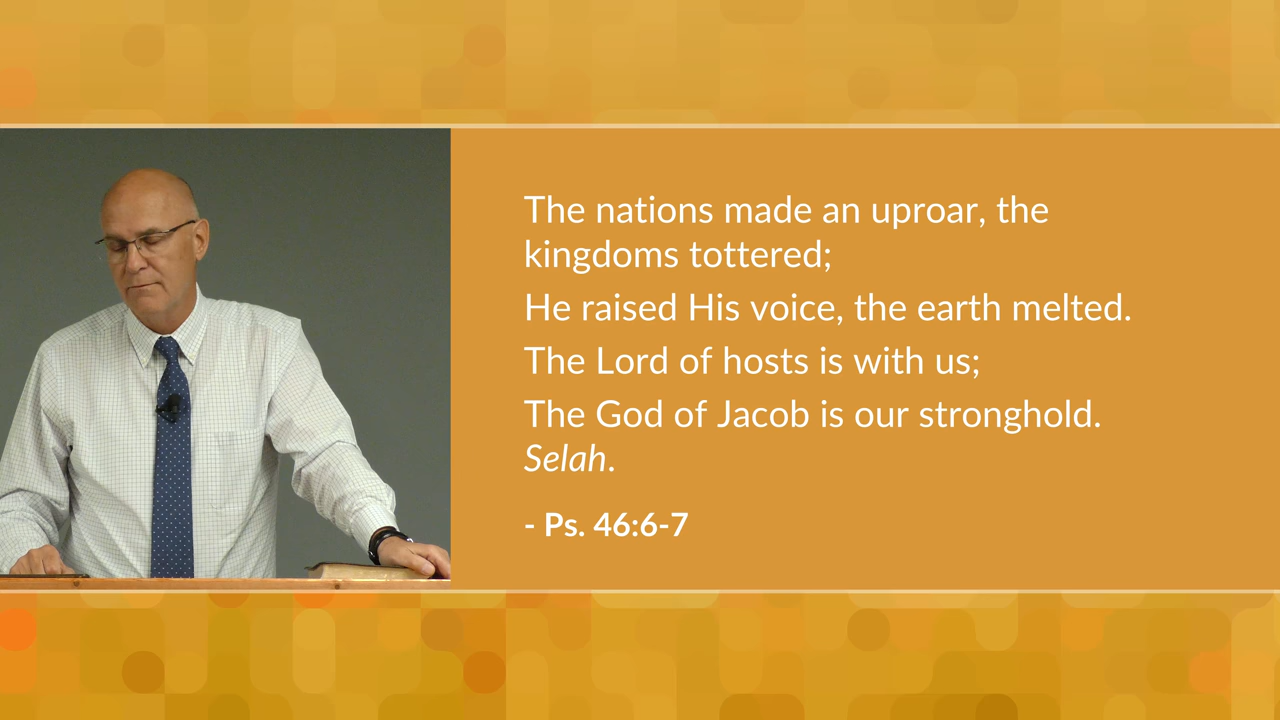 The nations made an uproar, the
kingdoms tottered;
He raised His voice, the earth melted.
The Lord of hosts is with us;
The God of Jacob is our stronghold.
Selah.
- Ps. 46:6-7